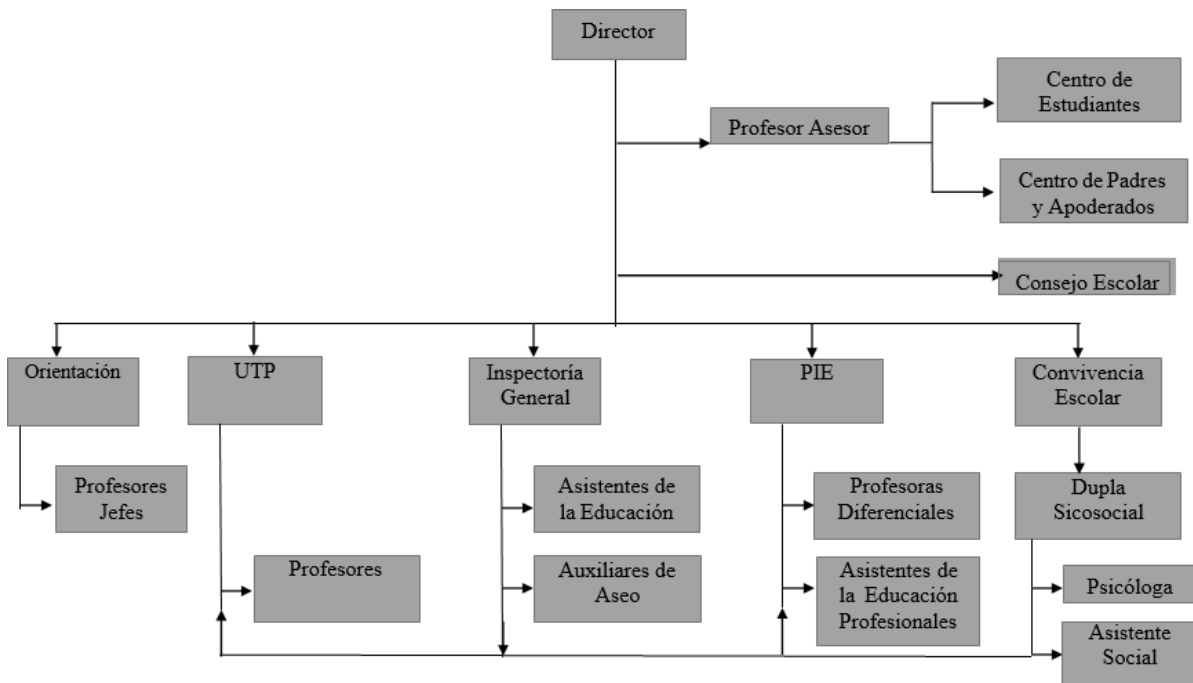 Director
Centro de
Estudiantes
Profesor Asesor
Centro de Padres
y Apoderados
Consejo Escolar
Orientación
UTP
Inspectoría
General
PIE
Convivencia
Escolar
Profesores
Jefes
Asistentes de
la Educación
Profesoras
Diferenciales
Dupla
Sicosocial
Profesores
Auxiliares de
Aseo
Asistentes de
la Educación
Profesionales
Psicóloga
Asistente
Social